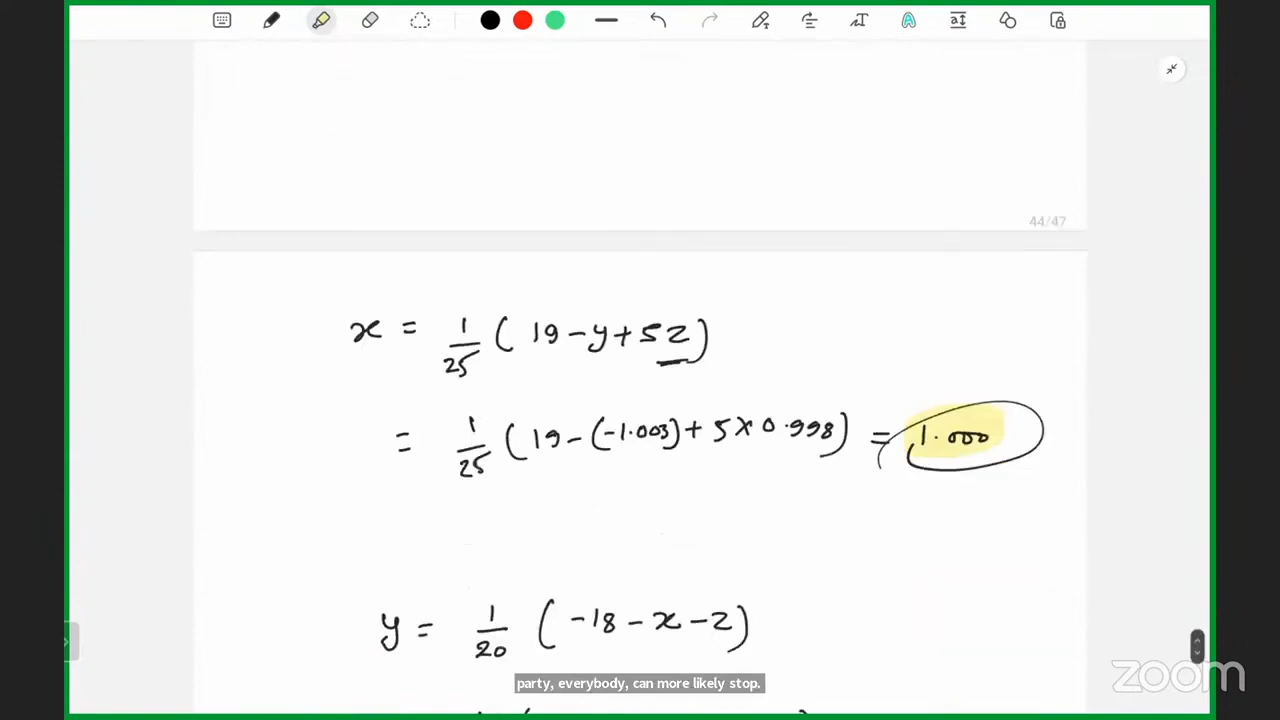 44/47
x = 1/25 ( 19 - y + 5z )
= 1/25 ( 19 - (-1.003) + 5 × 0.998 ) = 1.000
y = 1/20 ( -18 - x - z )
party, everybody, can more likely stop.
zoom